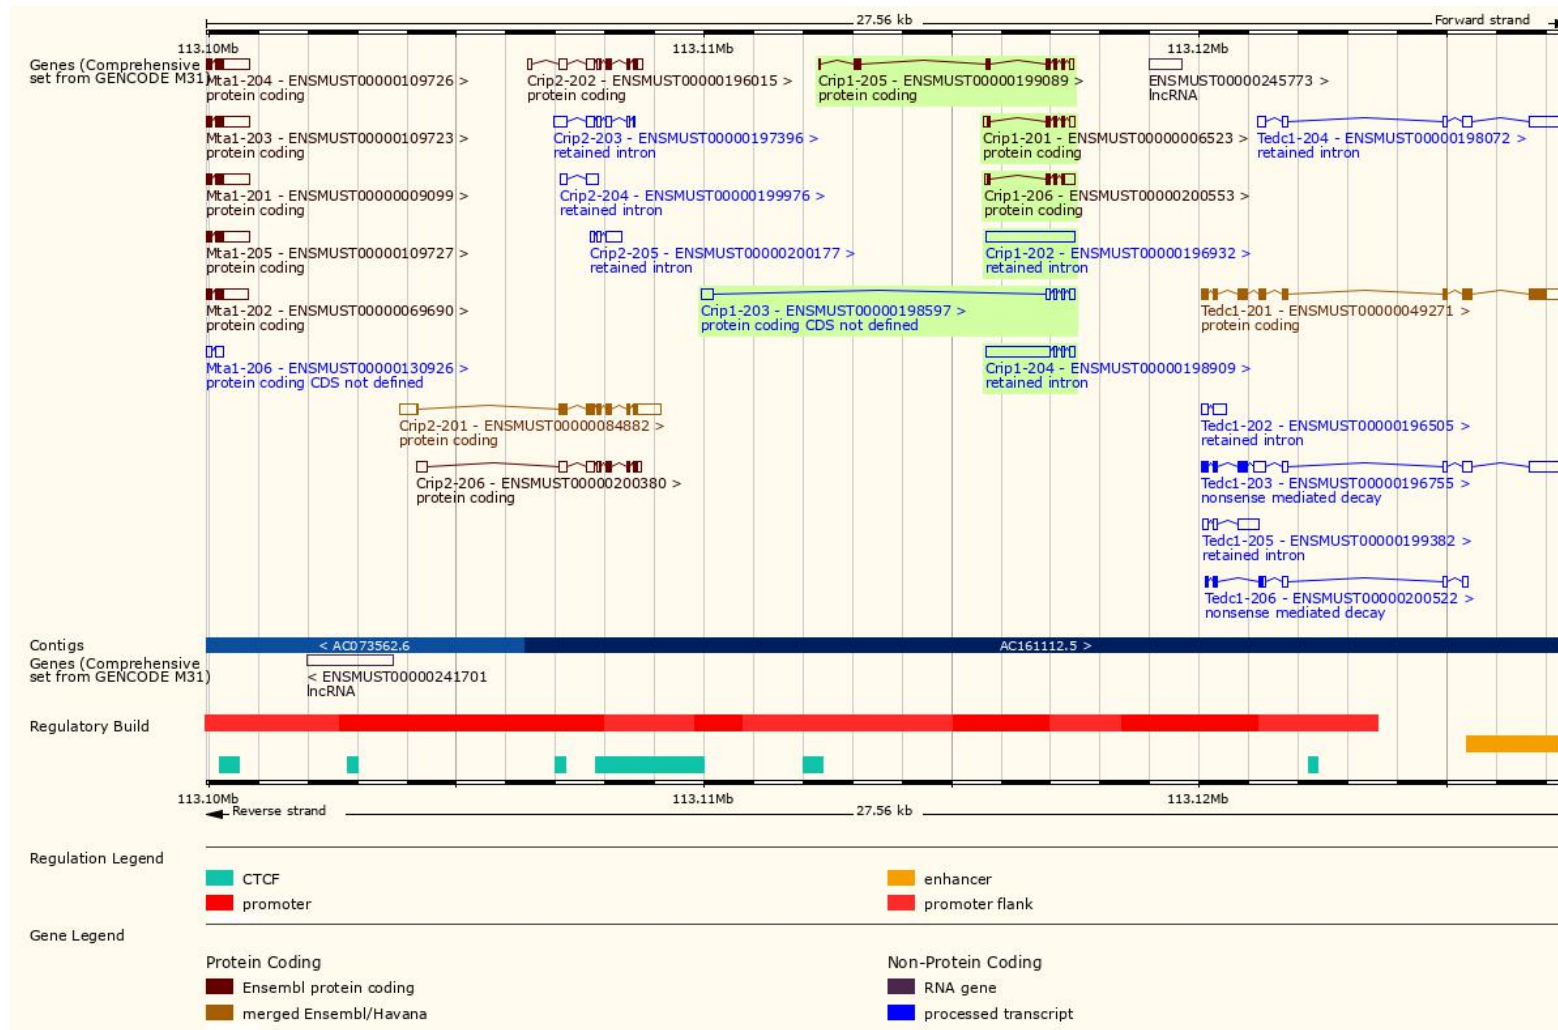 27.56 kb
Forward strand
113.10Mb 113.11Mb 113.12Mb
Genes (Comprehensive
set from GENCODE M31)
Mta1-204 - ENSMUST00000109726 >
protein coding
Crip2-202 - ENSMUST00000196015 >
protein coding
Crip1-205 - ENSMUST00000199089 >
protein coding
ENSMUST00000245773 >
lncRNA
Mta1-203 - ENSMUST00000109723 >
protein coding
Crip2-203 - ENSMUST00000197396 >
retained intron
Crip1-201 - ENSMUST00000006523 >
protein coding
Tedc1-204 - ENSMUST00000198072 >
retained intron
Mta1-201 - ENSMUST00000009099 >
protein coding
Crip2-204 - ENSMUST00000199976 >
retained intron
Crip1-206 - ENSMUST00000200553 >
protein coding
Mta1-205 - ENSMUST00000109727 >
protein coding
Crip2-205 - ENSMUST00000200177 >
retained intron
Crip1-202 - ENSMUST00000196932 >
retained intron
Mta1-202 - ENSMUST00000069690 >
protein coding
Crip1-203 - ENSMUST00000198597 >
protein coding CDS not defined
Tedc1-201 - ENSMUST00000049271 >
protein coding
Mta1-206 - ENSMUST00000130926 >
protein coding CDS not defined
Crip1-204 - ENSMUST00000198909 >
retained intron
Crip2-201 - ENSMUST00000084882 >
protein coding
Tedc1-202 - ENSMUST00000196505 >
retained intron
Crip2-206 - ENSMUST00000200380 >
protein coding
Tedc1-203 - ENSMUST00000196755 >
nonsense mediated decay
Tedc1-205 - ENSMUST00000199382 >
retained intron
Tedc1-206 - ENSMUST00000200522 >
nonsense mediated decay
Contigs
< AC073562.6
AC161112.5 >
Genes (Comprehensive
set from GENCODE M31)
< ENSMUST00000241701
lncRNA
Regulatory Build
113.10Mb 113.11Mb 113.12Mb
Reverse strand
27.56 kb
Regulation Legend
CTCF
enhancer
promoter
promoter flank
Gene Legend
Protein Coding
Non-Protein Coding
Ensembl protein coding
RNA gene
merged Ensembl/Havana
processed transcript